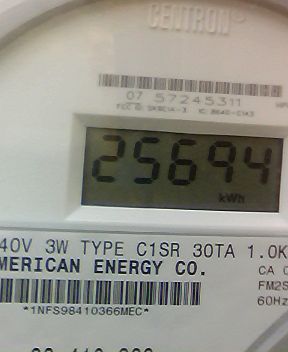 CENTRON®
07 57245311
25694
kWh
40V 3W TYPE C1SR 30TA 1.0K
MERICAN ENERGY CO.
CA 0
FM2S
60Hz
*1NFS98410366MEC*